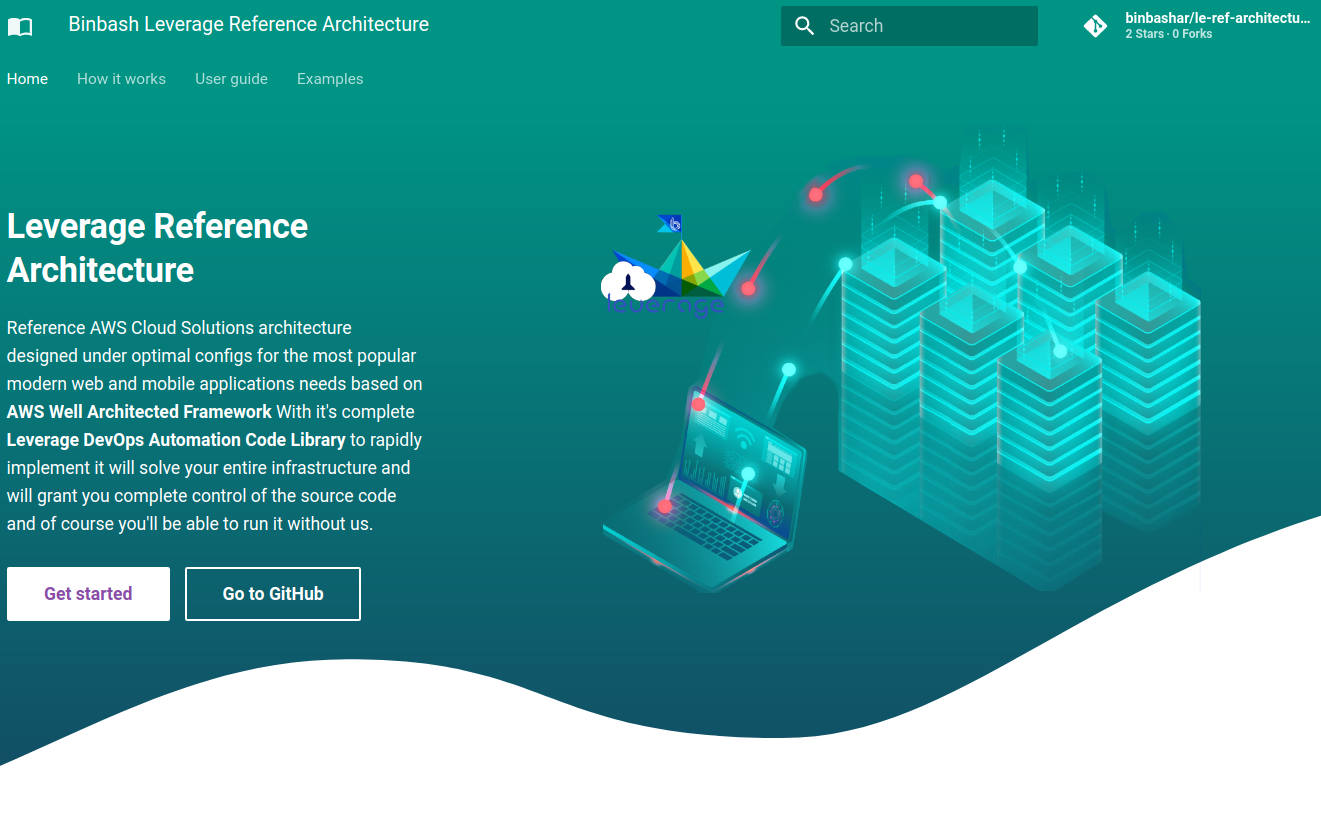 Binbash Leverage Reference Architecture
Search
binbashar/le-ref-architectu...
2 Stars · 0 Forks
Home
How it works
User guide
Examples
Leverage Reference
Architecture
Reference AWS Cloud Solutions architecture
designed under optimal configs for the most popular
modern web and mobile applications needs based on
AWS Well Architected Framework With it's complete
Leverage DevOps Automation Code Library to rapidly
implement it will solve your entire infrastructure and
will grant you complete control of the source code
and of course you'll be able to run it without us.
Get started
Go to GitHub
leverage